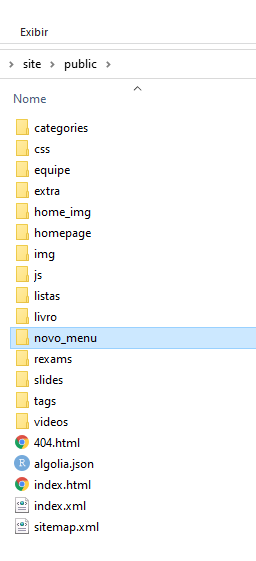 Exibir
site
public
Nome
categories
css
equipe
extra
home_img
homepage
img
js
listas
livro
novo_menu
rexams
slides
tags
videos
404.html
R
algolia.json
index.html
index.xml
sitemap.xml